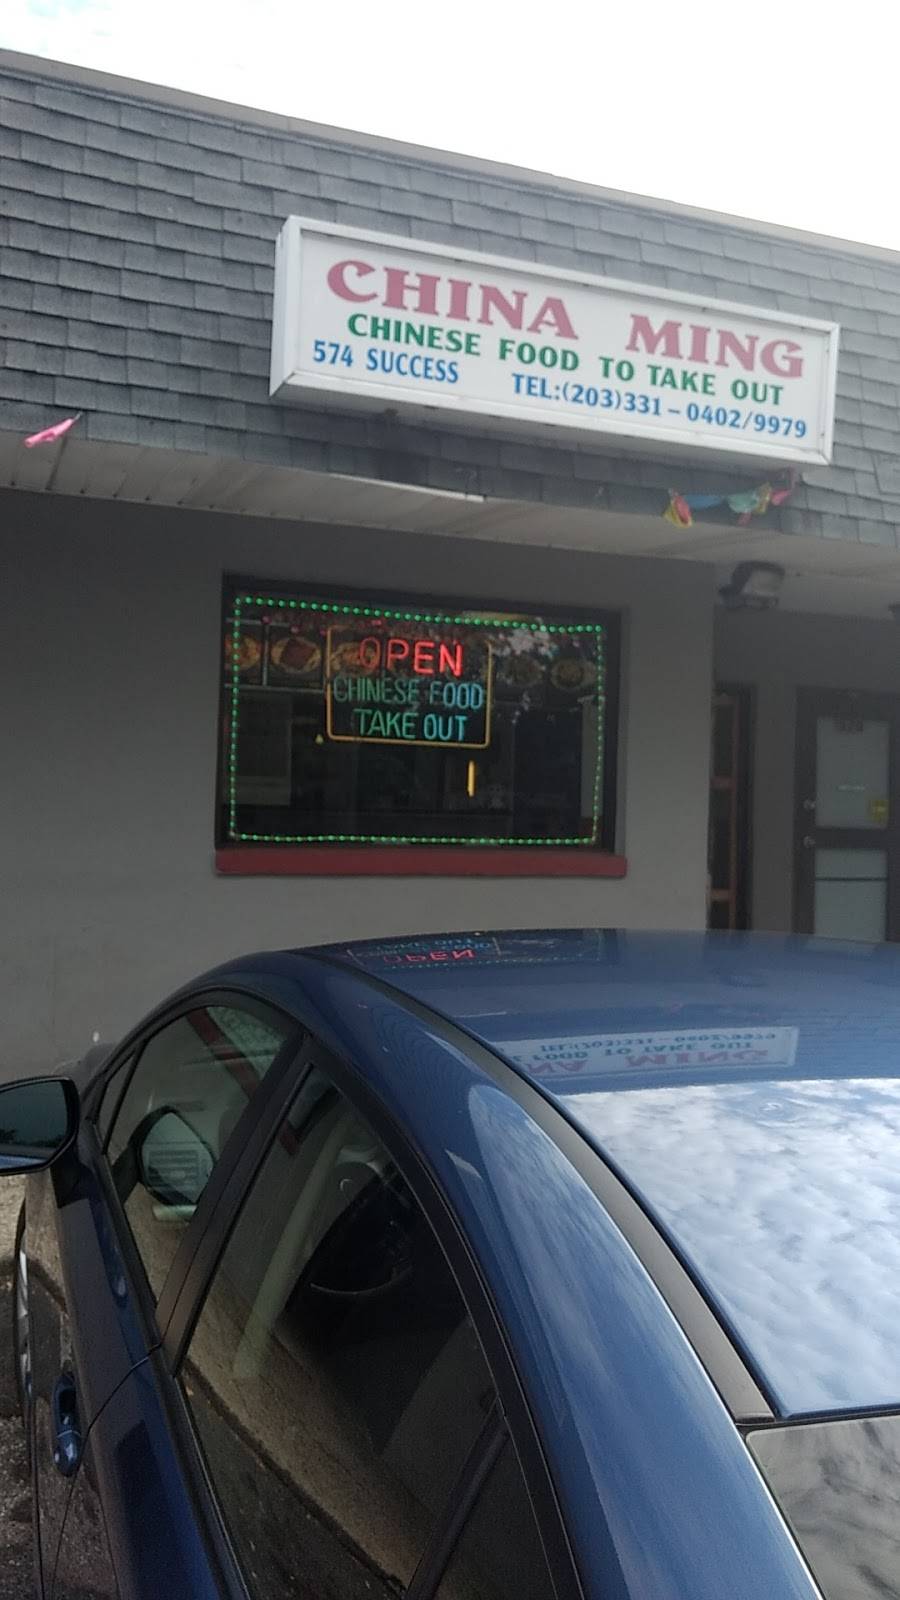 CHINA MING
CHINESE FOOD TO TAKE OUT
574 SUCCESS TEL:(203)331-0402/9979
OPEN
CHINESE FOOD
TAKE OUT